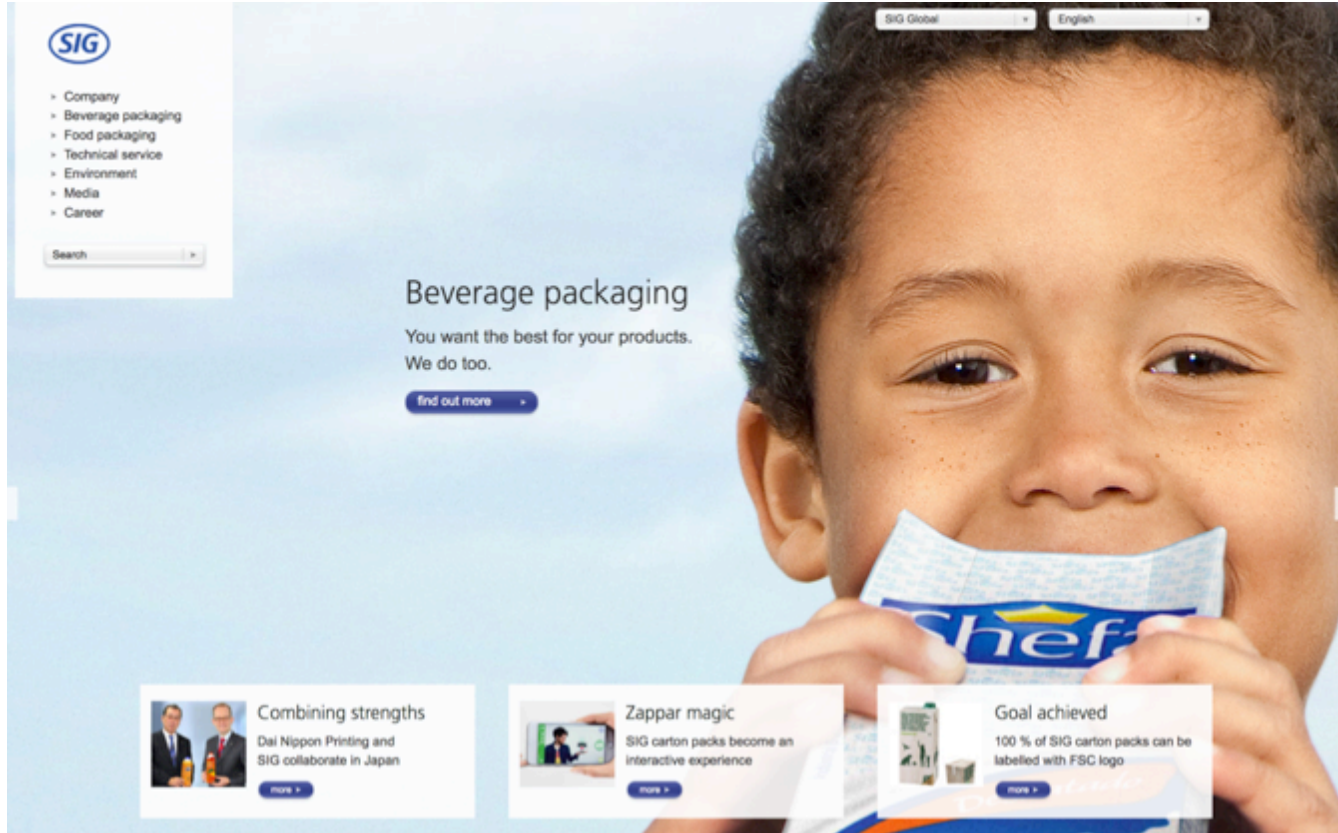 SIG Global
English
SIG
Company
Beverage packaging
Food packaging
Technical service
Environment
Media
Career
Search
Beverage packaging
You want the best for your products.
We do too.
find out more
Shefa
Combining strengths
Dai Nippon Printing and
SIG collaborate in Japan
more
Zappar magic
SIG carton packs become an
interactive experience
more
Goal achieved
100 % of SIG carton packs can be
labelled with FSC logo
more